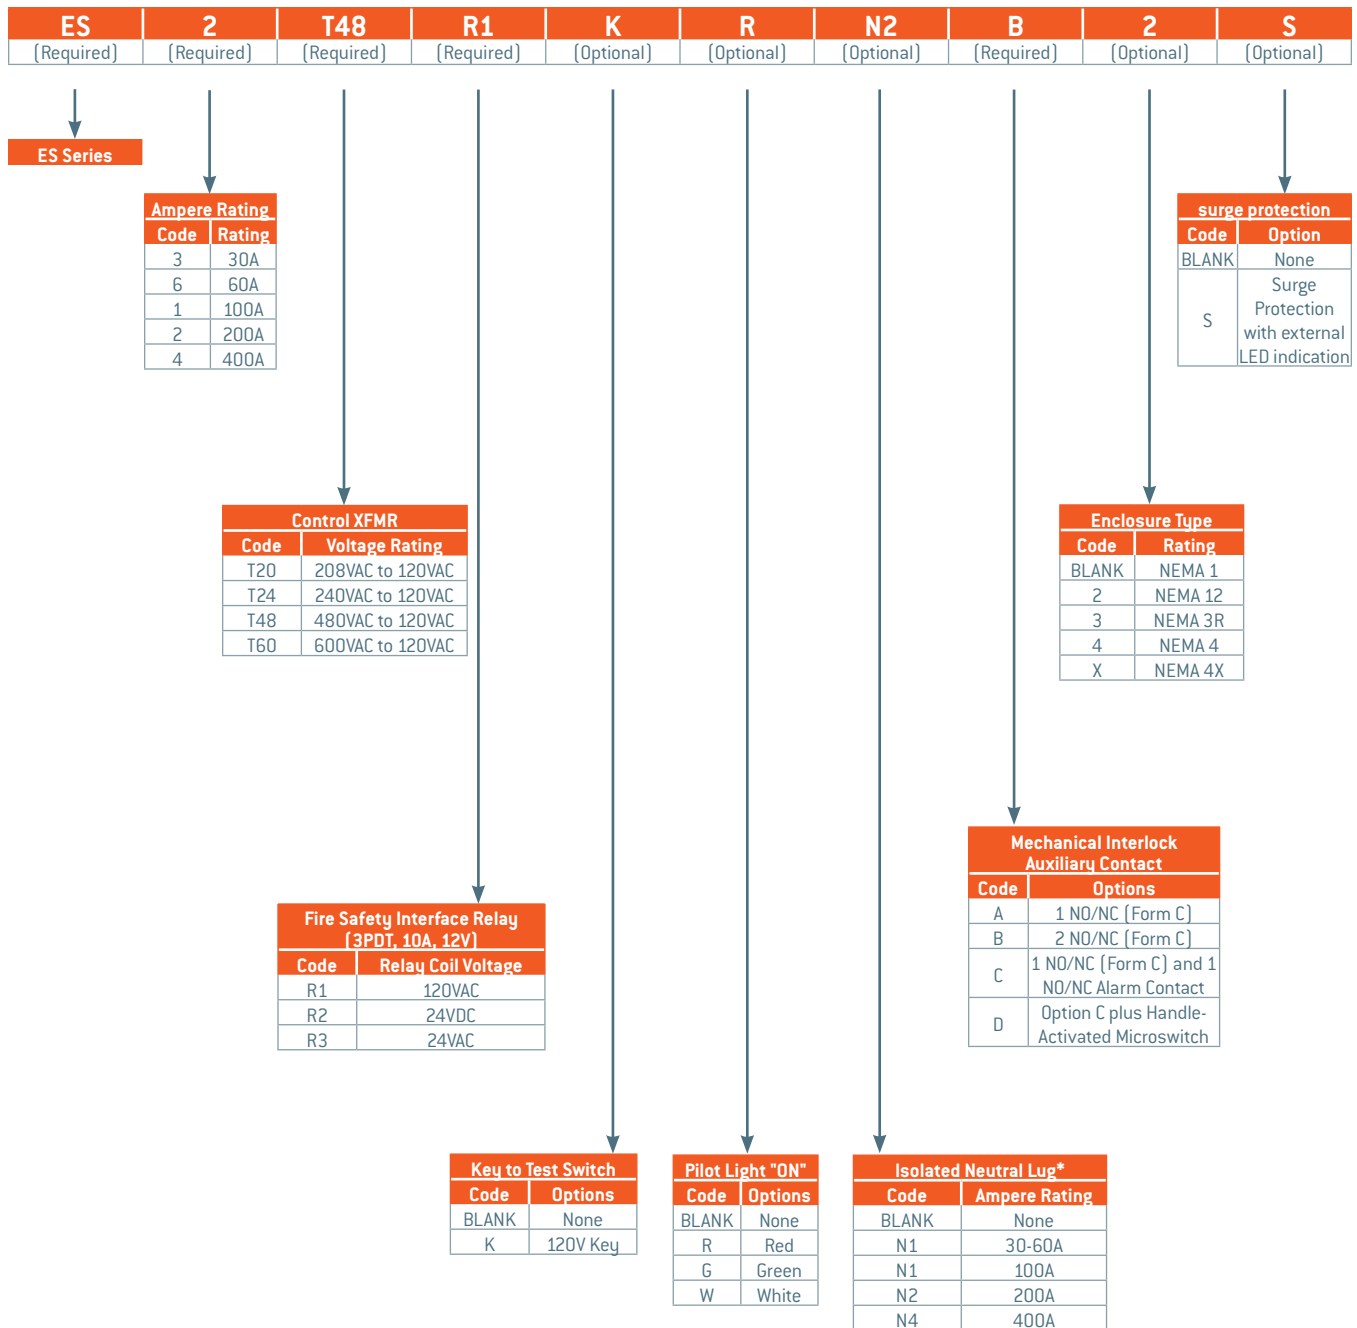 ES 2 T48 R1 K R N2 B 2 S
(Required) (Required) (Required) (Required) (Optional) (Optional) (Optional) (Required) (Optional) (Optional)
ES Series
Ampere Rating
Code Rating
3 30A
6 60A
1 100A
2 200A
4 400A
surge protection
Code Option
BLANK None
S Surge
Protection
with external
LED indication
Control XFMR
Code Voltage Rating
T20 208VAC to 120VAC
T24 240VAC to 120VAC
T48 480VAC to 120VAC
T60 600VAC to 120VAC
Enclosure Type
Code Rating
BLANK NEMA 1
2 NEMA 12
3 NEMA 3R
4 NEMA 4
X NEMA 4X
Mechanical Interlock
Auxiliary Contact
Code Options
A 1 NO/NC (Form C)
B 2 NO/NC (Form C)
C 1 NO/NC (Form C) and 1
NO/NC Alarm Contact
D Option C plus Handle-
Activated Microswitch
Fire Safety Interface Relay
(3PDT, 10A, 12V)
Code Relay Coil Voltage
R1 120VAC
R2 24VDC
R3 24VAC
Key to Test Switch
Code Options
BLANK None
K 120V Key
Pilot Light "ON"
Code Options
BLANK None
R Red
G Green
W White
Isolated Neutral Lug*
Code Ampere Rating
BLANK None
N1 30-60A
N1 100A
N2 200A
N4 400A